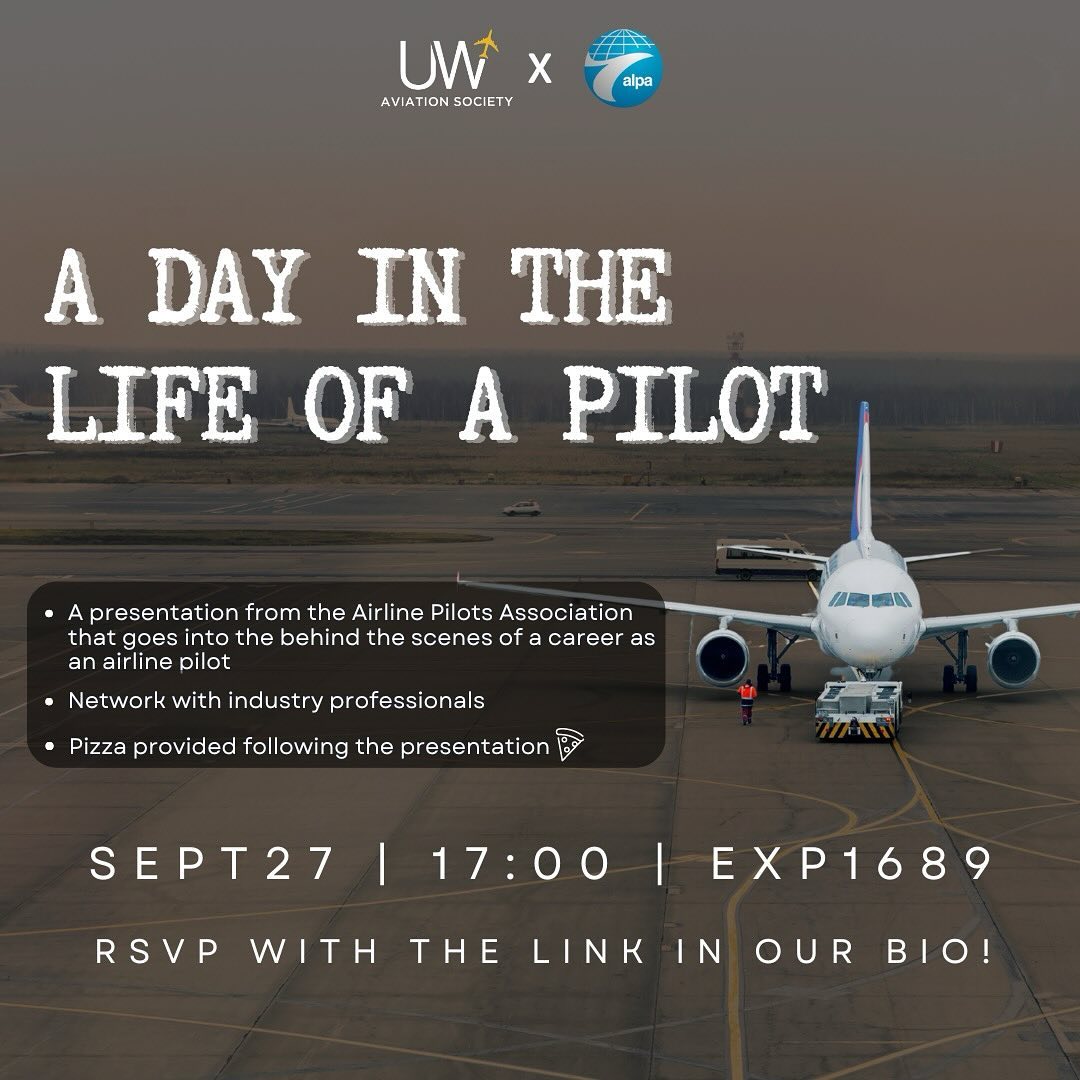 UW
AVIATION SOCIETY
X
alpa
A DAY IN THE
LIFE OF A PILOT
• A presentation from the Airline Pilots Association
that goes into the behind the scenes of a career as
an airline pilot
• Network with industry professionals
• Pizza provided following the presentation
SEPT27 | 17:00 | EXP1689
RSVP WITH THE LINK IN OUR BIO!